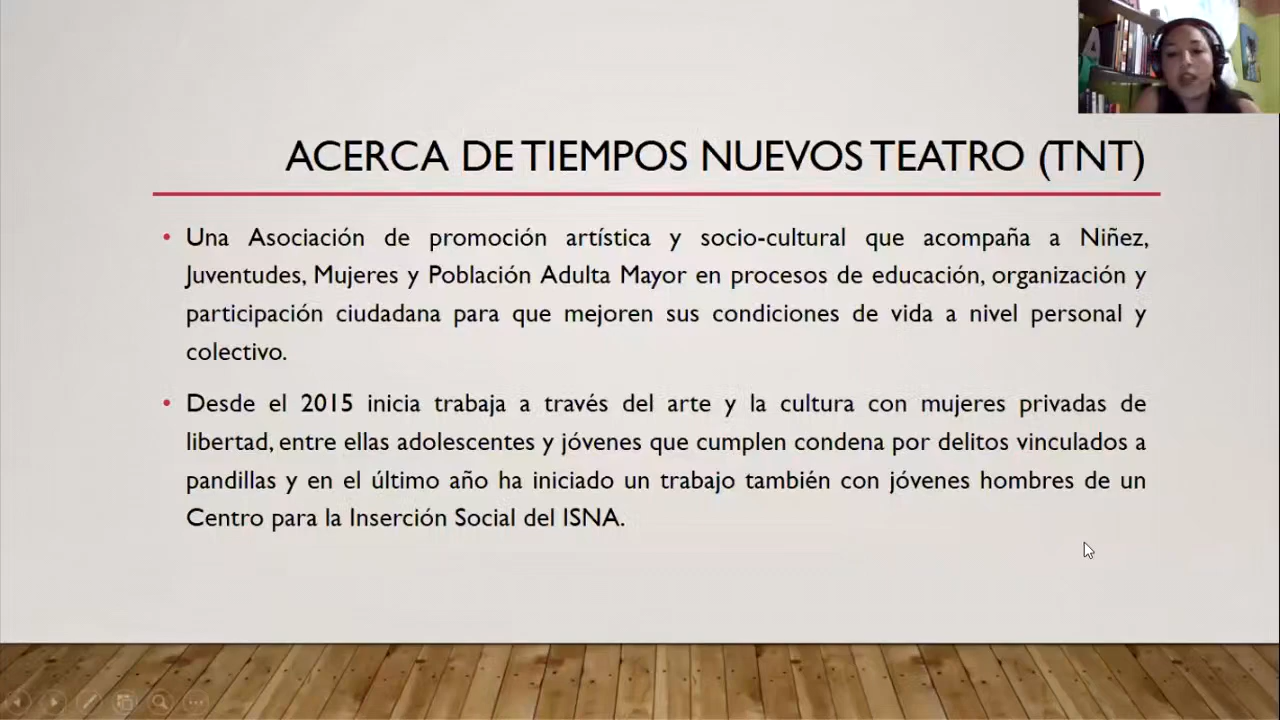 ACERCA DE TIEMPOS NUEVOS TEATRO (TNT)
• Una Asociación de promoción artística y socio-cultural que acompaña a Niñez,
Juventudes, Mujeres y Población Adulta Mayor en procesos de educación, organización y
participación ciudadana para que mejoren sus condiciones de vida a nivel personal y
colectivo.
• Desde el 2015 inicia trabaja a través del arte y la cultura con mujeres privadas de
libertad, entre ellas adolescentes y jóvenes que cumplen condena por delitos vinculados a
pandillas y en el último año ha iniciado un trabajo también con jóvenes hombres de un
Centro para la Inserción Social del ISNA.